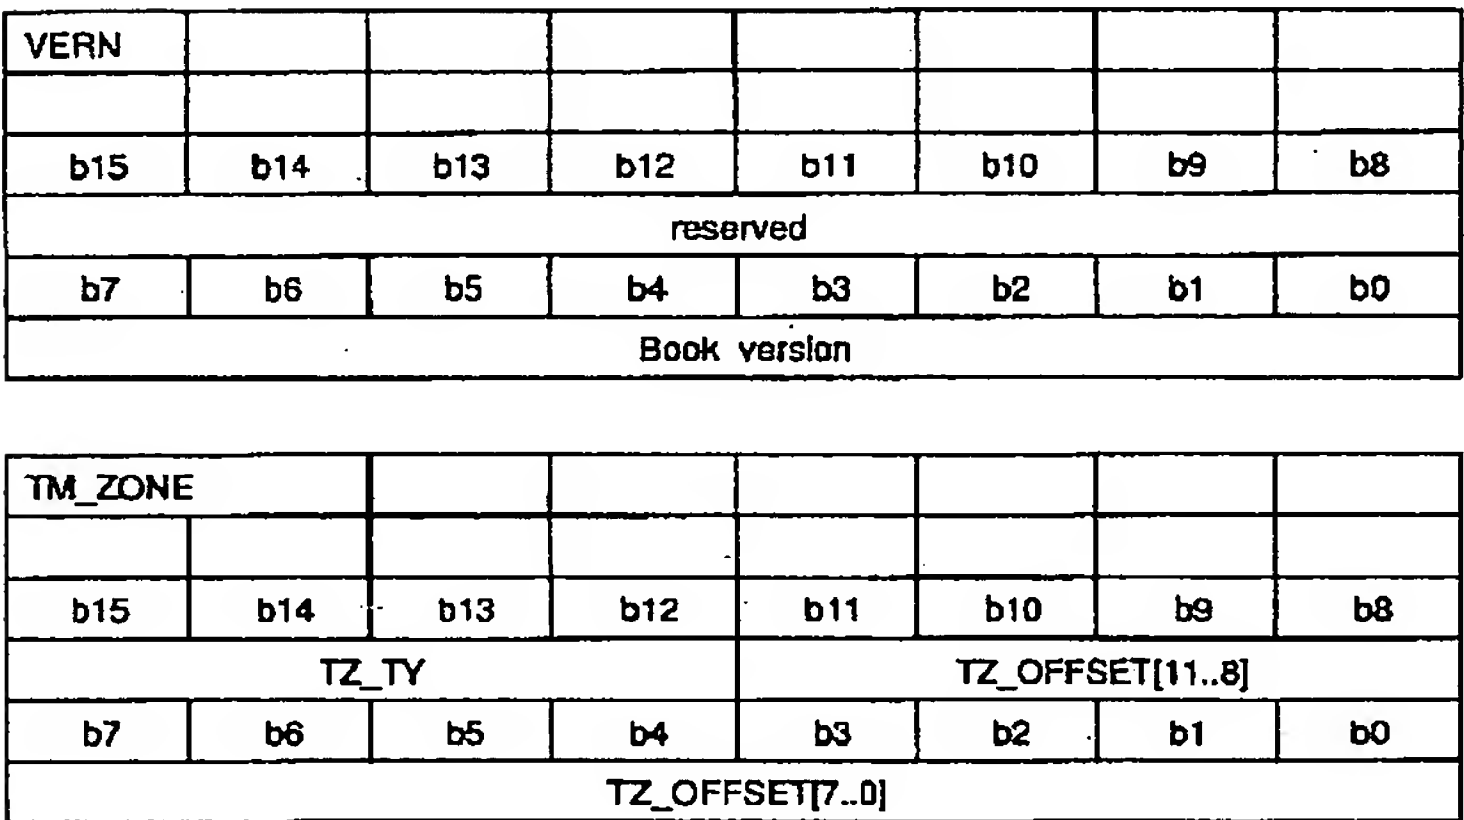 VERN
b15 b14 b13 b12 b11 b10 b9 b8
reserved
b7 b6 b5 b4 b3 b2 b1 b0
Book version
TM_ZONE
b15 b14 b13 b12 b11 b10 b9 b8
TZ_TY TZ_OFFSET[11..8]
b7 b6 b5 b4 b3 b2 b1 b0
TZ_OFFSET[7..0]